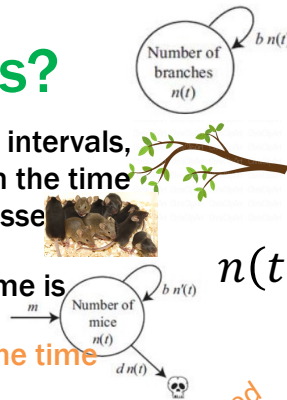 Number of
branches
n(t)
b n(t)
s?
intervals,
n the time
sse
me is
n(t
m
Number of
mice
n(t)
b n'(t)
ne time
d n(t)
ed